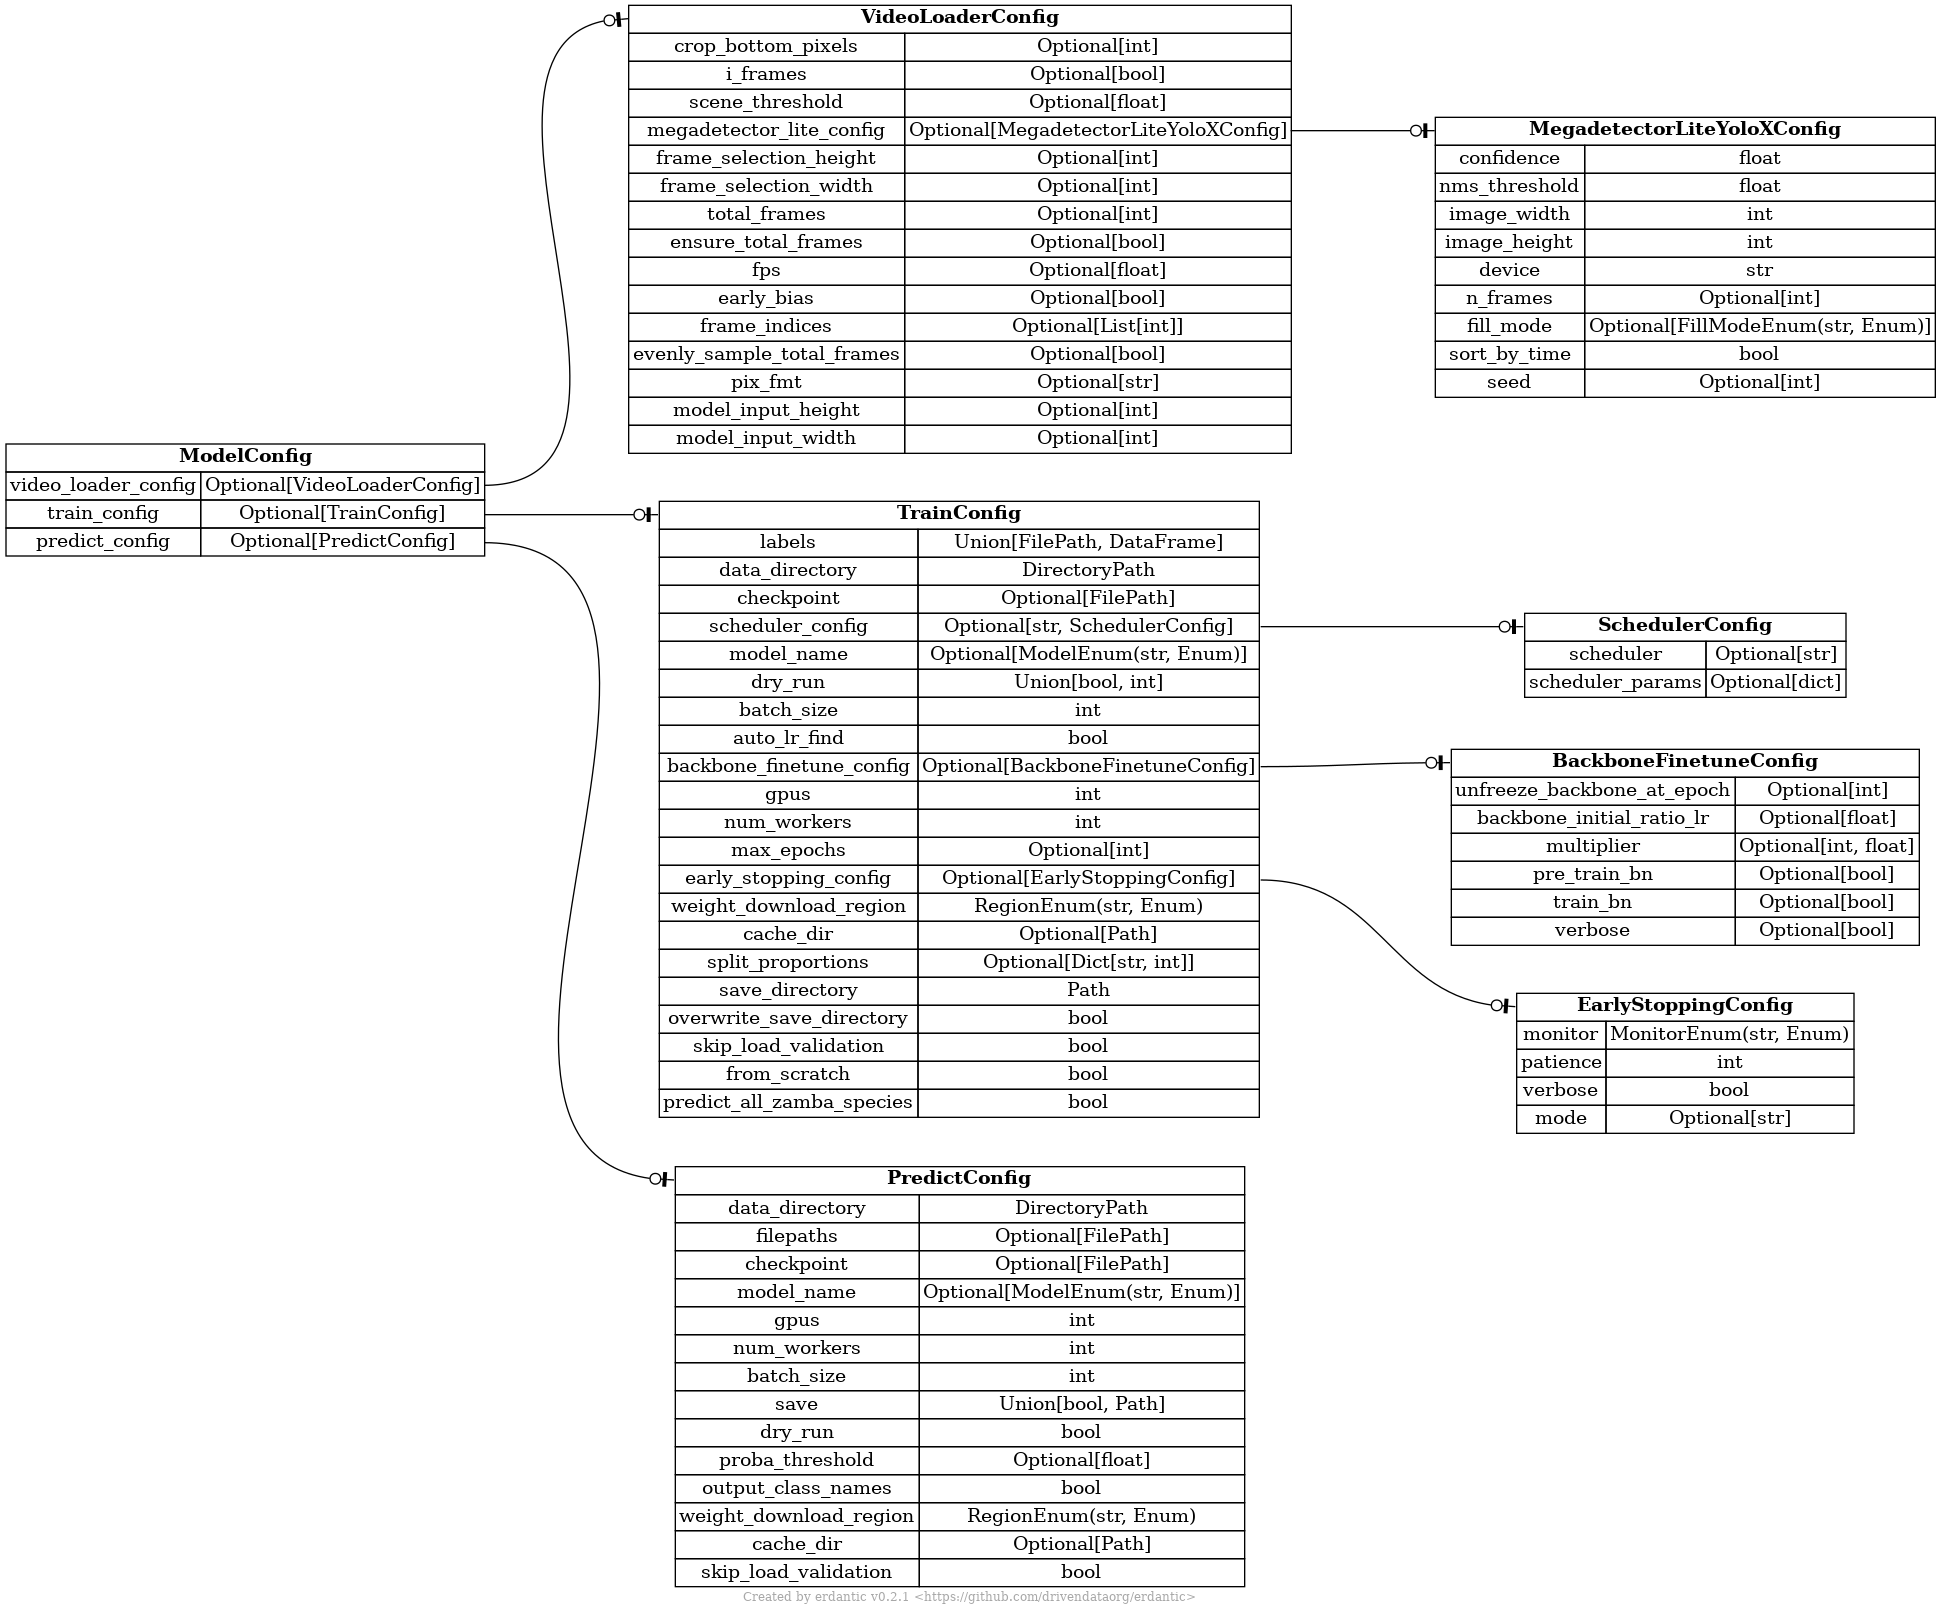 VideoLoaderConfig
crop_bottom_pixels Optional[int]
i_frames Optional[bool]
scene_threshold Optional[float]
megadetector_lite_config Optional[MegadetectorLiteYoloXConfig]
frame_selection_height Optional[int]
frame_selection_width Optional[int]
total_frames Optional[int]
ensure_total_frames Optional[bool]
fps Optional[float]
early_bias Optional[bool]
frame_indices Optional[List[int]]
evenly_sample_total_frames Optional[bool]
pix_fmt Optional[str]
model_input_height Optional[int]
model_input_width Optional[int]
MegadetectorLiteYoloXConfig
confidence float
nms_threshold float
image_width int
image_height int
device str
n_frames Optional[int]
fill_mode Optional[FillModeEnum(str, Enum)]
sort_by_time bool
seed Optional[int]
ModelConfig
video_loader_config Optional[VideoLoaderConfig]
train_config Optional[TrainConfig]
predict_config Optional[PredictConfig]
TrainConfig
labels Union[FilePath, DataFrame]
data_directory DirectoryPath
checkpoint Optional[FilePath]
scheduler_config Optional[str, SchedulerConfig]
model_name Optional[ModelEnum(str, Enum)]
dry_run Union[bool, int]
batch_size int
auto_lr_find bool
backbone_finetune_config Optional[BackboneFinetuneConfig]
gpus int
num_workers int
max_epochs Optional[int]
early_stopping_config Optional[EarlyStoppingConfig]
weight_download_region RegionEnum(str, Enum)
cache_dir Optional[Path]
split_proportions Optional[Dict[str, int]]
save_directory Path
overwrite_save_directory bool
skip_load_validation bool
from_scratch bool
predict_all_zamba_species bool
SchedulerConfig
scheduler Optional[str]
scheduler_params Optional[dict]
BackboneFinetuneConfig
unfreeze_backbone_at_epoch Optional[int]
backbone_initial_ratio_lr Optional[float]
multiplier Optional[int, float]
pre_train_bn Optional[bool]
train_bn Optional[bool]
verbose Optional[bool]
EarlyStoppingConfig
monitor MonitorEnum(str, Enum)
patience int
verbose bool
mode Optional[str]
PredictConfig
data_directory DirectoryPath
filepaths Optional[FilePath]
checkpoint Optional[FilePath]
model_name Optional[ModelEnum(str, Enum)]
gpus int
num_workers int
batch_size int
save Union[bool, Path]
dry_run bool
proba_threshold Optional[float]
output_class_names bool
weight_download_region RegionEnum(str, Enum)
cache_dir Optional[Path]
skip_load_validation bool
Created by erdantic v0.2.1 <https://github.com/drivendataorg/erdantic>